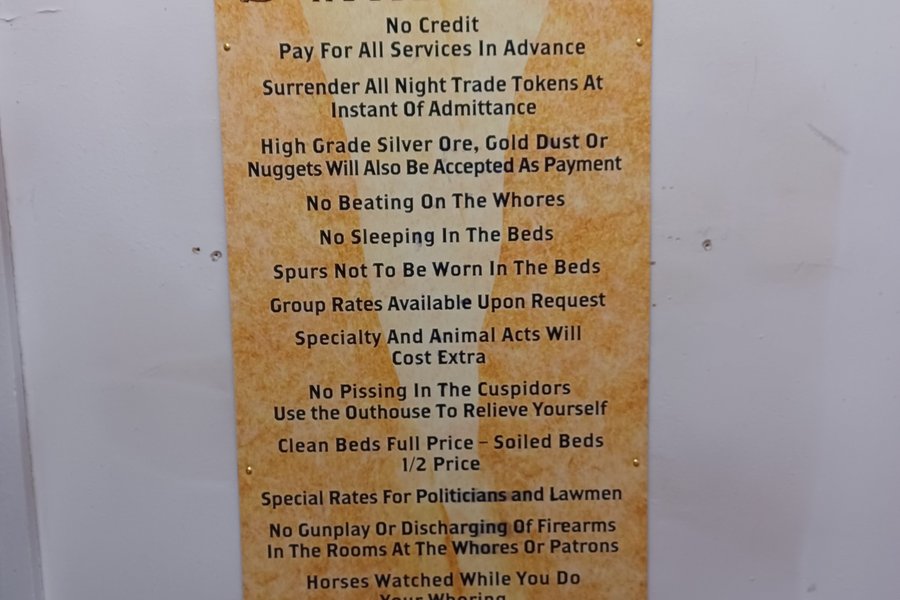 No Credit
Pay For All Services In Advance
Surrender All Night Trade Tokens At
Instant Of Admittance
High Grade Silver Ore, Gold Dust Or
Nuggets Will Also Be Accepted As Payment
No Beating On The Whores
No Sleeping In The Beds
Spurs Not To Be Worn In The Beds
Group Rates Available Upon Request
Specialty And Animal Acts Will
Cost Extra
No Pissing In The Cuspidors
Use the Outhouse To Relieve Yourself
Clean Beds Full Price – Soiled Beds
1/2 Price
Special Rates For Politicians and Lawmen
No Gunplay Or Discharging Of Firearms
In The Rooms At The Whores Or Patrons
Horses Watched While You Do
Your Whoring